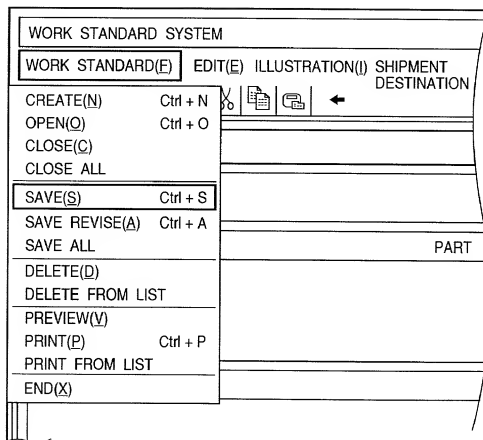 WORK STANDARD SYSTEM
WORK STANDARD(F) EDIT(E) ILLUSTRATION(I) SHIPMENT
DESTINATION
CREATE(N) Ctrl + N
OPEN(O) Ctrl + O
CLOSE(C)
CLOSE ALL
SAVE(S) Ctrl + S
SAVE REVISE(A) Ctrl + A
SAVE ALL
PART
DELETE(D)
DELETE FROM LIST
PREVIEW(V)
PRINT(P) Ctrl + P
PRINT FROM LIST
END(X)